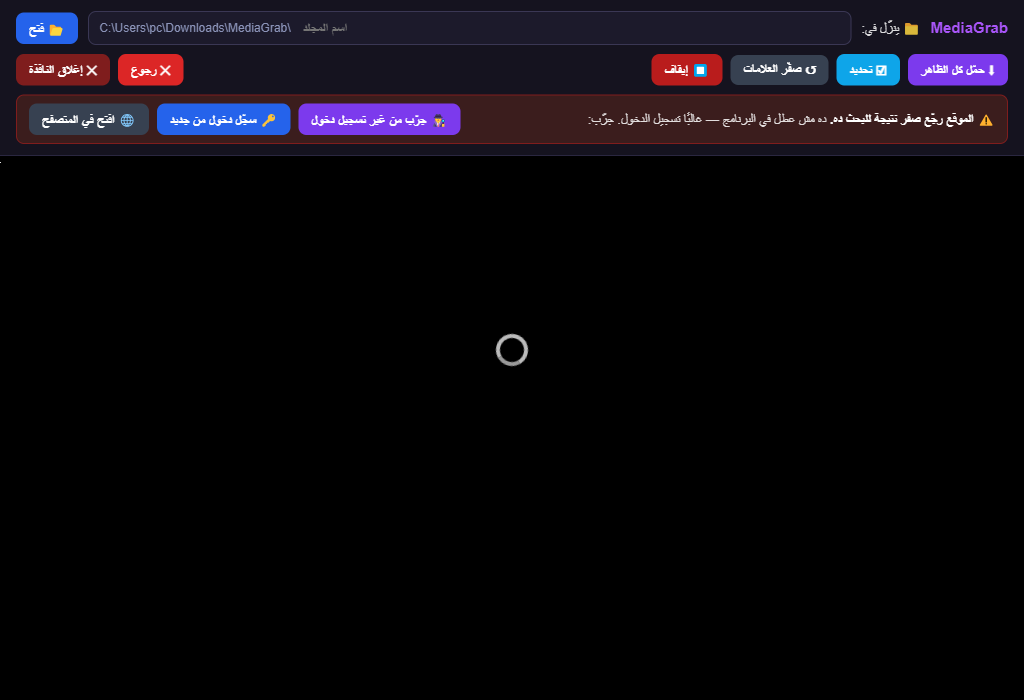 MediaGrab 📁 ينزّل في: C:\Users\pc\Downloads\MediaGrab\ اسم المجلد 📂 فتح
⬇ حمّل كل الظاهر ☑ تحديد ↺ صفّر العلامات ⏹ إيقاف ✕ رجوع ✕ إغلاق النافذة
⚠️ الموقع رجّع صفر نتيجة للبحث ده. ده مش عطل في البرنامج — غالبًا تسجيل الدخول. جرّب: 🕵️ جرّب من غير تسجيل دخول 🔑 سجّل دخول من جديد 🌐 افتح في المتصفح